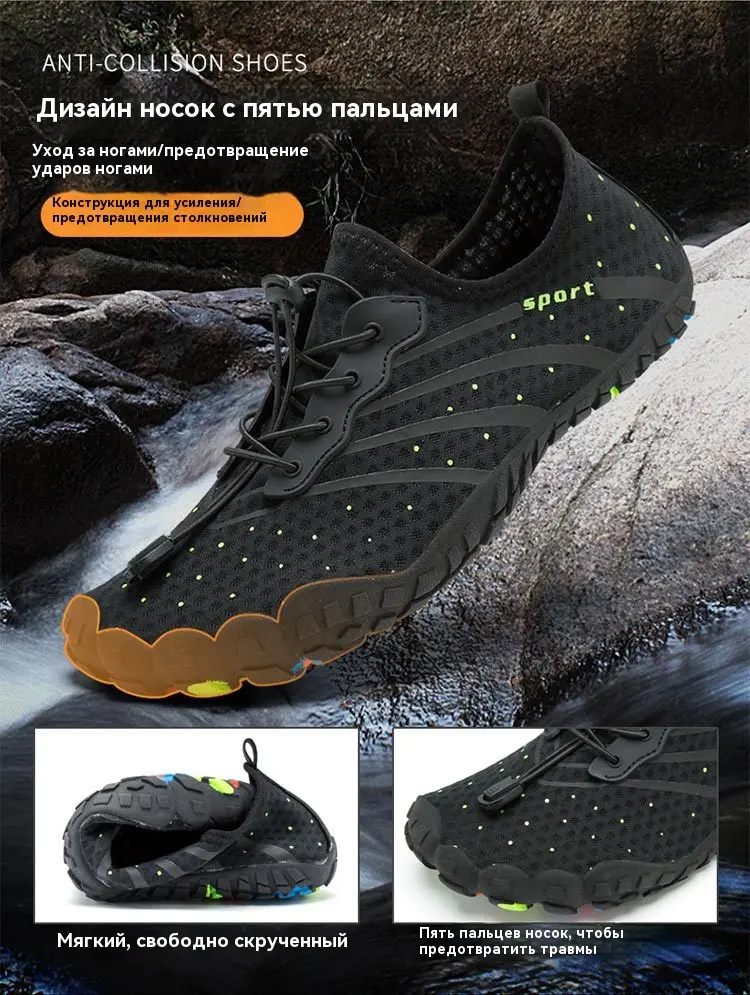 ANTI-COLLISION SHOES
Дизайн носок с пятью пальцами
Уход за ногами/предотвращение
ударов ногами
Конструкция для усиления/
предотвращения столкновений
sport
Мягкий, свободно скрученный
Пять пальцев носок, чтобы
предотвратить травмы